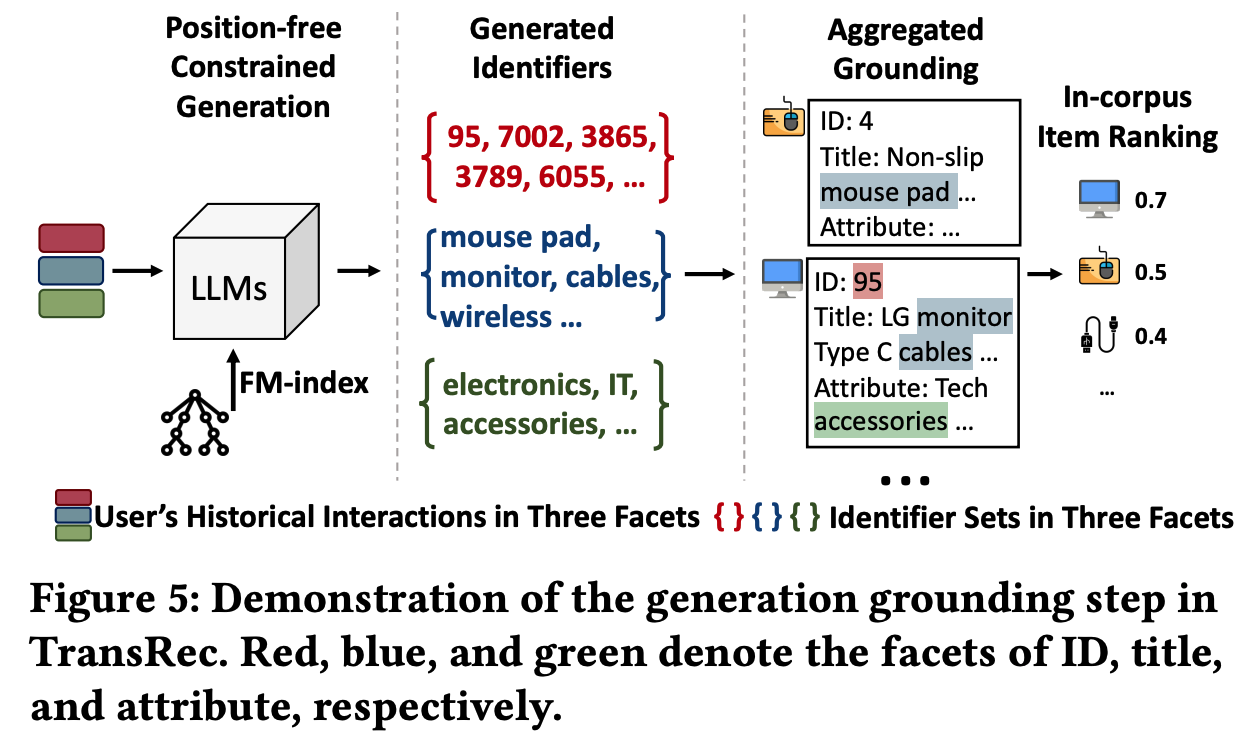 Position-free
Constrained
Generation
LLMs
FM-index
Generated
Identifiers
{ 95, 7002, 3865,
3789, 6055, ... }
{ mouse pad,
monitor, cables,
wireless ... }
{ electronics, IT,
accessories, ... }
Aggregated
Grounding
ID: 4
Title: Non-slip
mouse pad ...
Attribute: ...
ID: 95
Title: LG monitor
Type C cables ...
Attribute: Tech
accessories ...
...
In-corpus
Item Ranking
0.7
0.5
0.4
...
User's Historical Interactions in Three Facets { } { } { } Identifier Sets in Three Facets
Figure 5: Demonstration of the generation grounding step in
TransRec. Red, blue, and green denote the facets of ID, title,
and attribute, respectively.